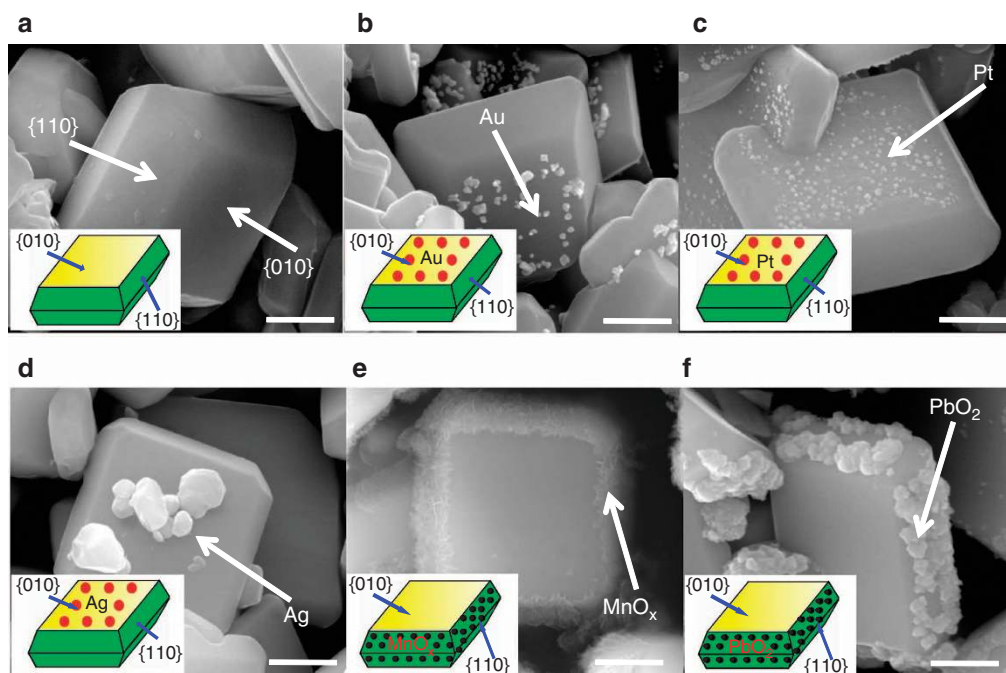 a
{110}
{010}
{010}
{110}
b
Au
{010}
Au
{110}
c
Pt
{010}
Pt
{110}
d
Ag
{010}
Ag
{110}
e
MnOx
{010}
MnOx
{110}
f
PbO2
{010}
PbO2
{110}